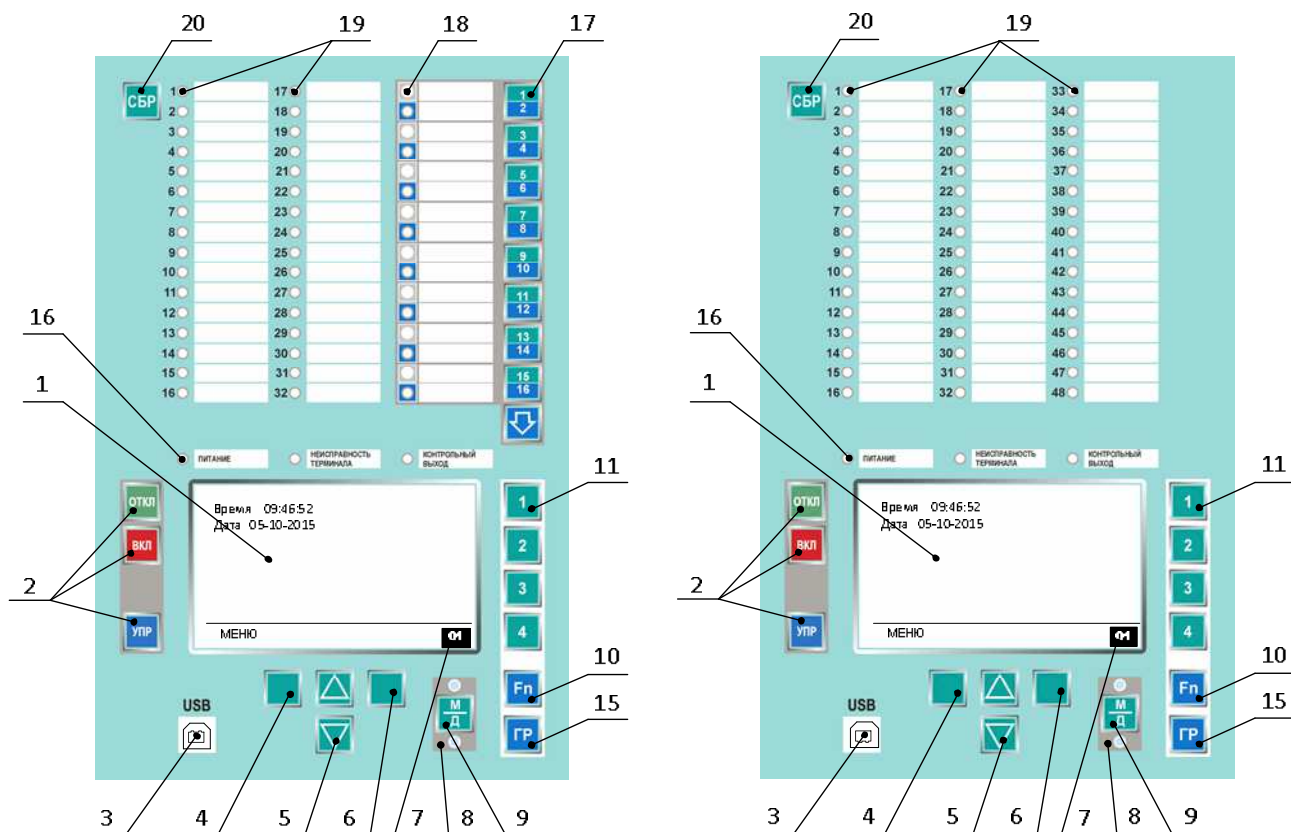 20 19 18 17 20 19
СБР 1 17 1 СБР 1 17 33
2 18 2 2 18 34
3 19 3 3 19 35
4 20 4 4 20 36
5 21 5 5 21 37
6 22 6 6 22 38
7 23 7 7 23 39
8 24 8 8 24 40
9 25 9 9 25 41
10 26 10 10 26 42
11 27 11 11 27 43
12 28 12 12 28 44
13 29 13 13 29 45
14 30 14 14 30 46
15 31 15 15 31 47
16 32 16 16 32 48
16 16
1 1
ПИТАНИЕ НЕИСПРАВНОСТЬ КОНТРОЛЬНЫЙ ПИТАНИЕ НЕИСПРАВНОСТЬ КОНТРОЛЬНЫЙ
ТЕРМИНАЛА ВЫХОД ТЕРМИНАЛА ВЫХОД
11 11
ОТКЛ Время 09:46:52 1 ОТКЛ Время 09:46:52 1
Дата 05-10-2015 Дата 05-10-2015
ВКЛ 2 ВКЛ 2
2 3 2 3
УПР МЕНЮ 4 УПР МЕНЮ 4
10 10
Fn Fn
USB М USB М
Д Д
15 15
ГР ГР
3 4 5 6 7 8 9 3 4 5 6 7 8 9